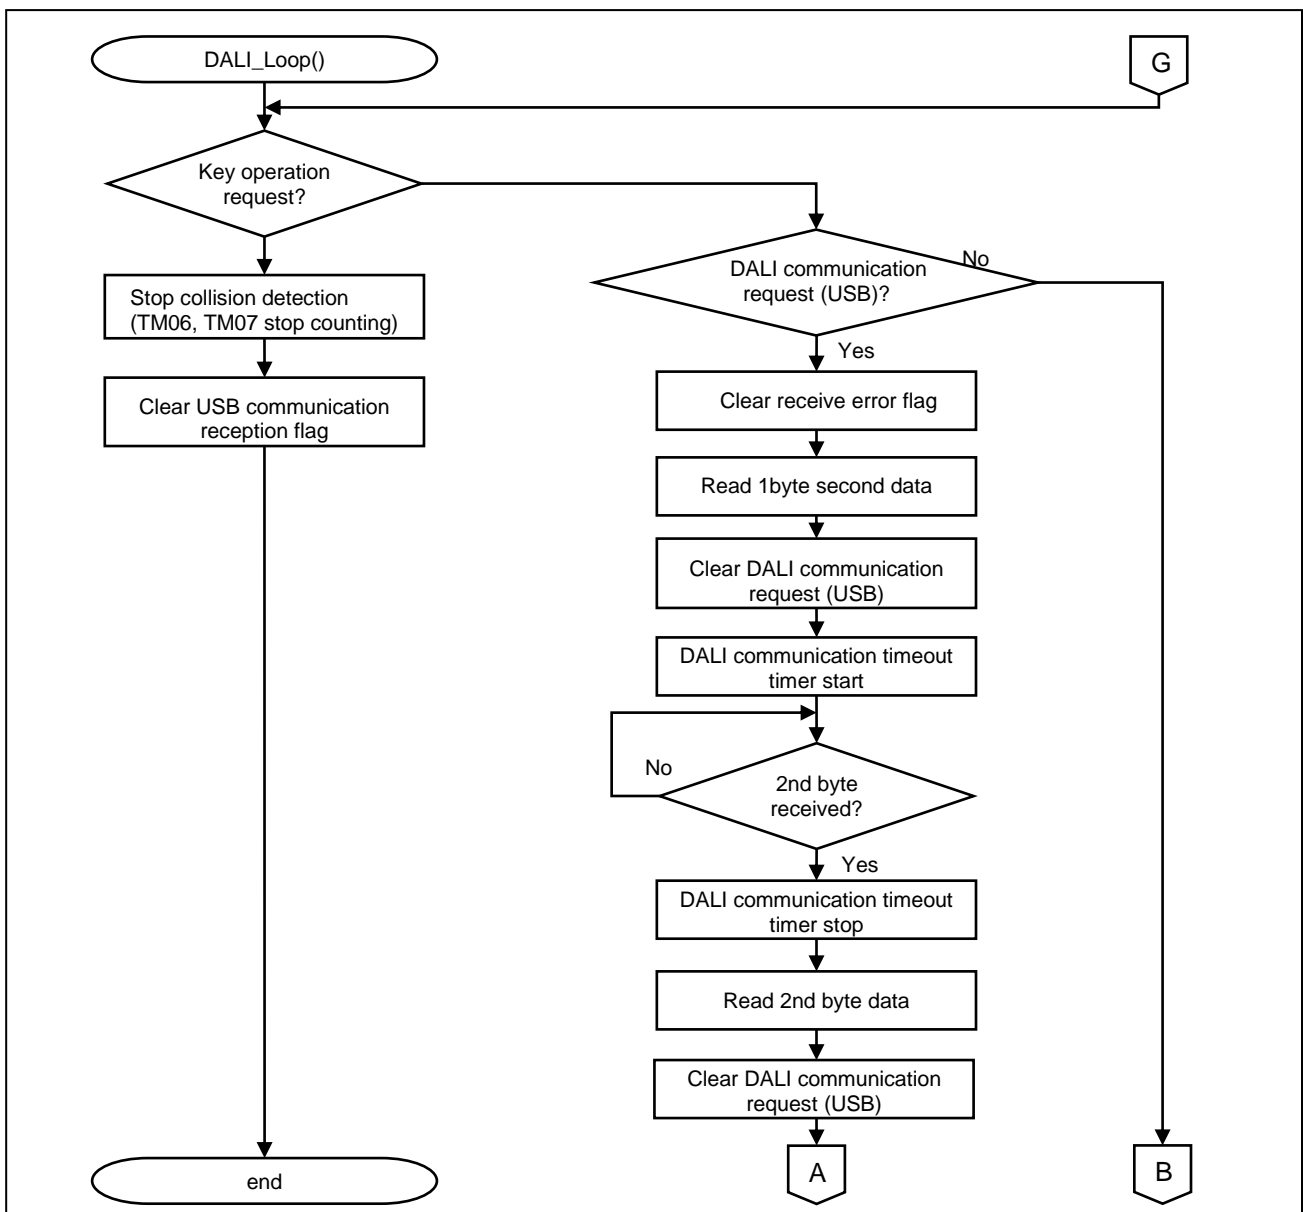 DALI_Loop()
G
Key operation
request?
Stop collision detection
(TM06, TM07 stop counting)
Clear USB communication
reception flag
end
DALI communication
request (USB)?
No
Yes
Clear receive error flag
Read 1byte second data
Clear DALI communication
request (USB)
DALI communication timeout
timer start
2nd byte
received?
No
Yes
DALI communication timeout
timer stop
Read 2nd byte data
Clear DALI communication
request (USB)
A
B